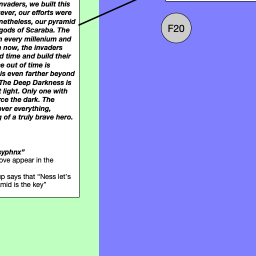 nvaders, we built this
ever, our efforts were
netheless, our pyramid
gods of Scaraba. The
n every millenium and
now, the invaders
d time and build their
e out of time is
is even farther beyond
The Deep Darkness is
t light. Only one with
rce the dark. The
over everything,
g of a truly brave hero.
syphnx"
ove appear in the
p says that "Ness let's
mid is the key"
F20